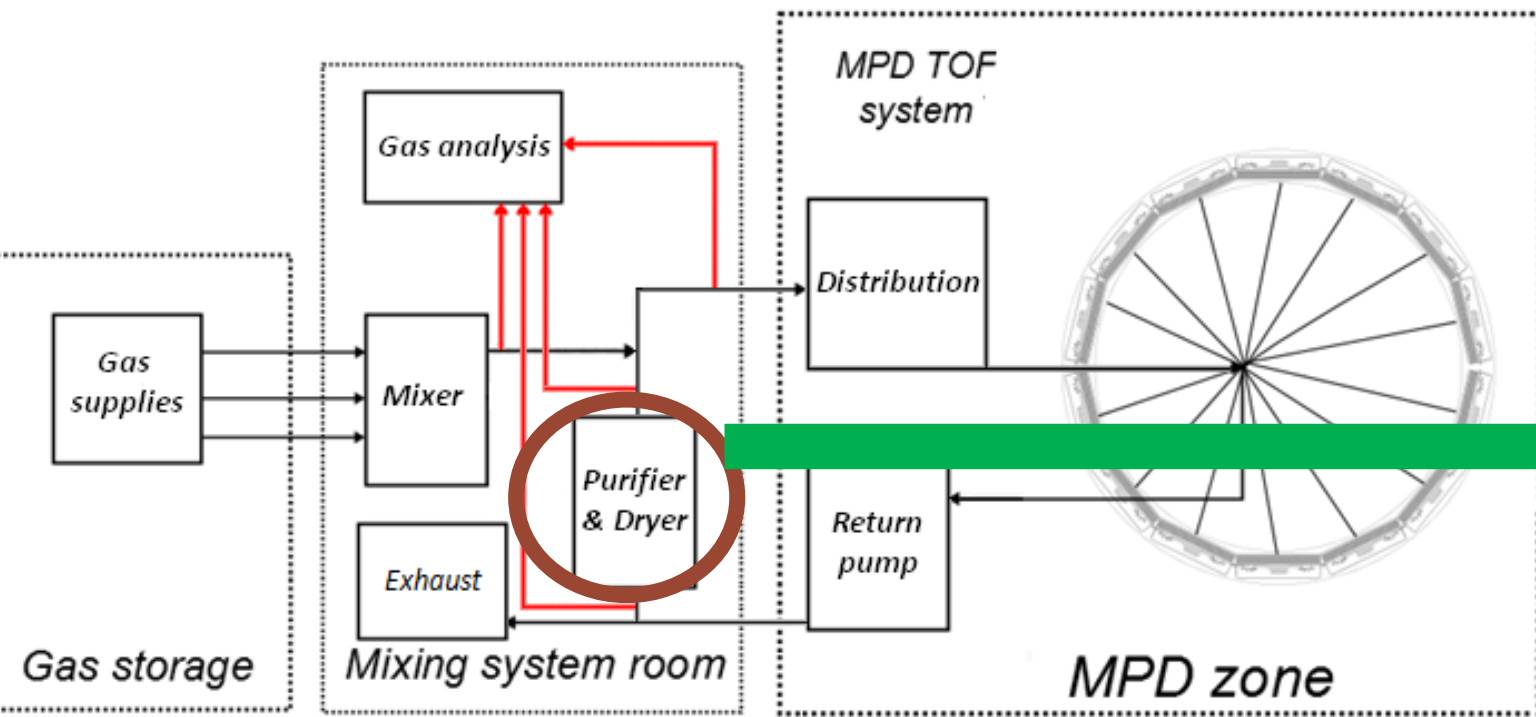 MPD TOF
system
Gas analysis
Distribution
Gas
supplies
Mixer
Purifier
& Dryer
Return
pump
Exhaust
Gas storage
Mixing system room
MPD zone